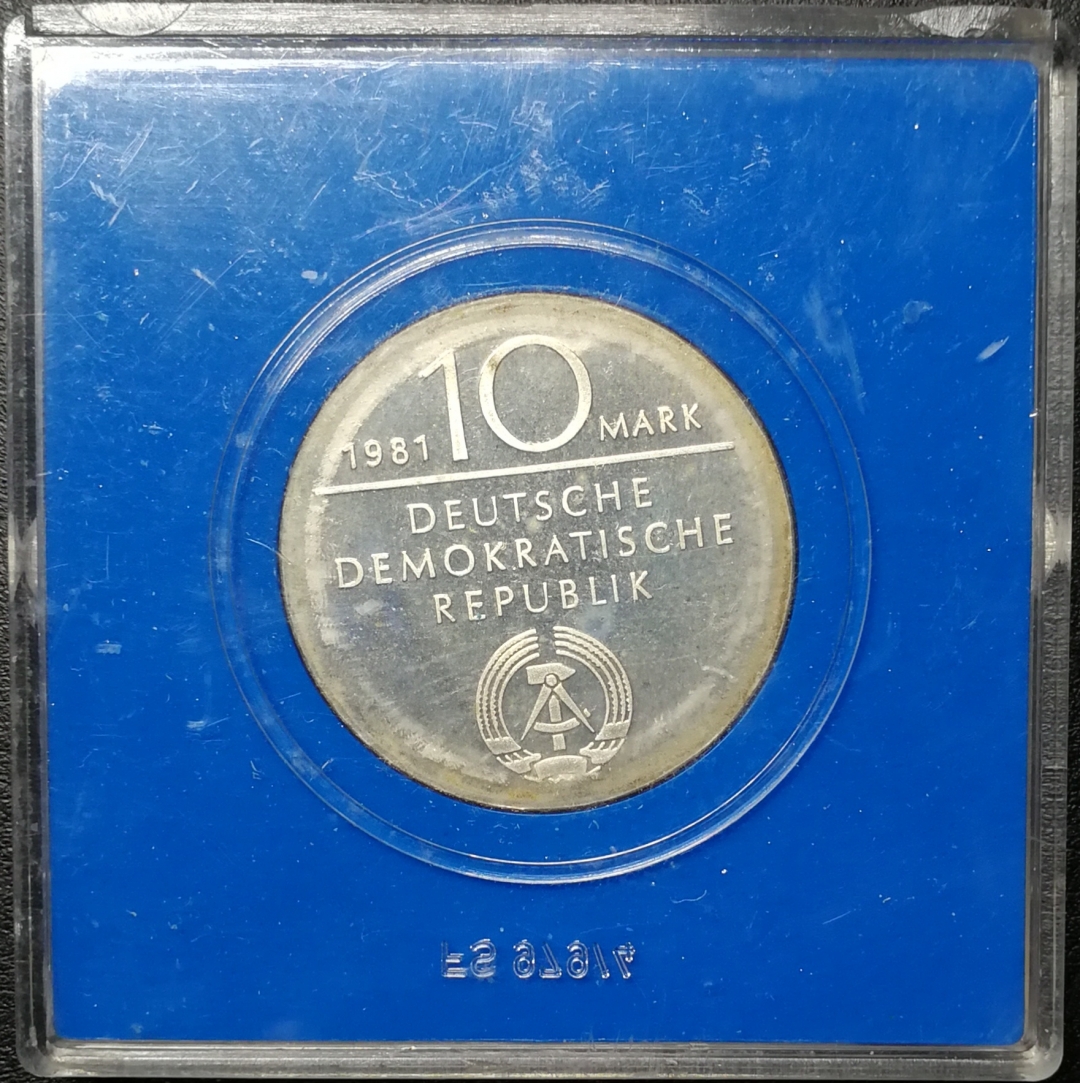 1981 10 MARK
DEUTSCHE
DEMOKRATISCHE
REPUBLIK